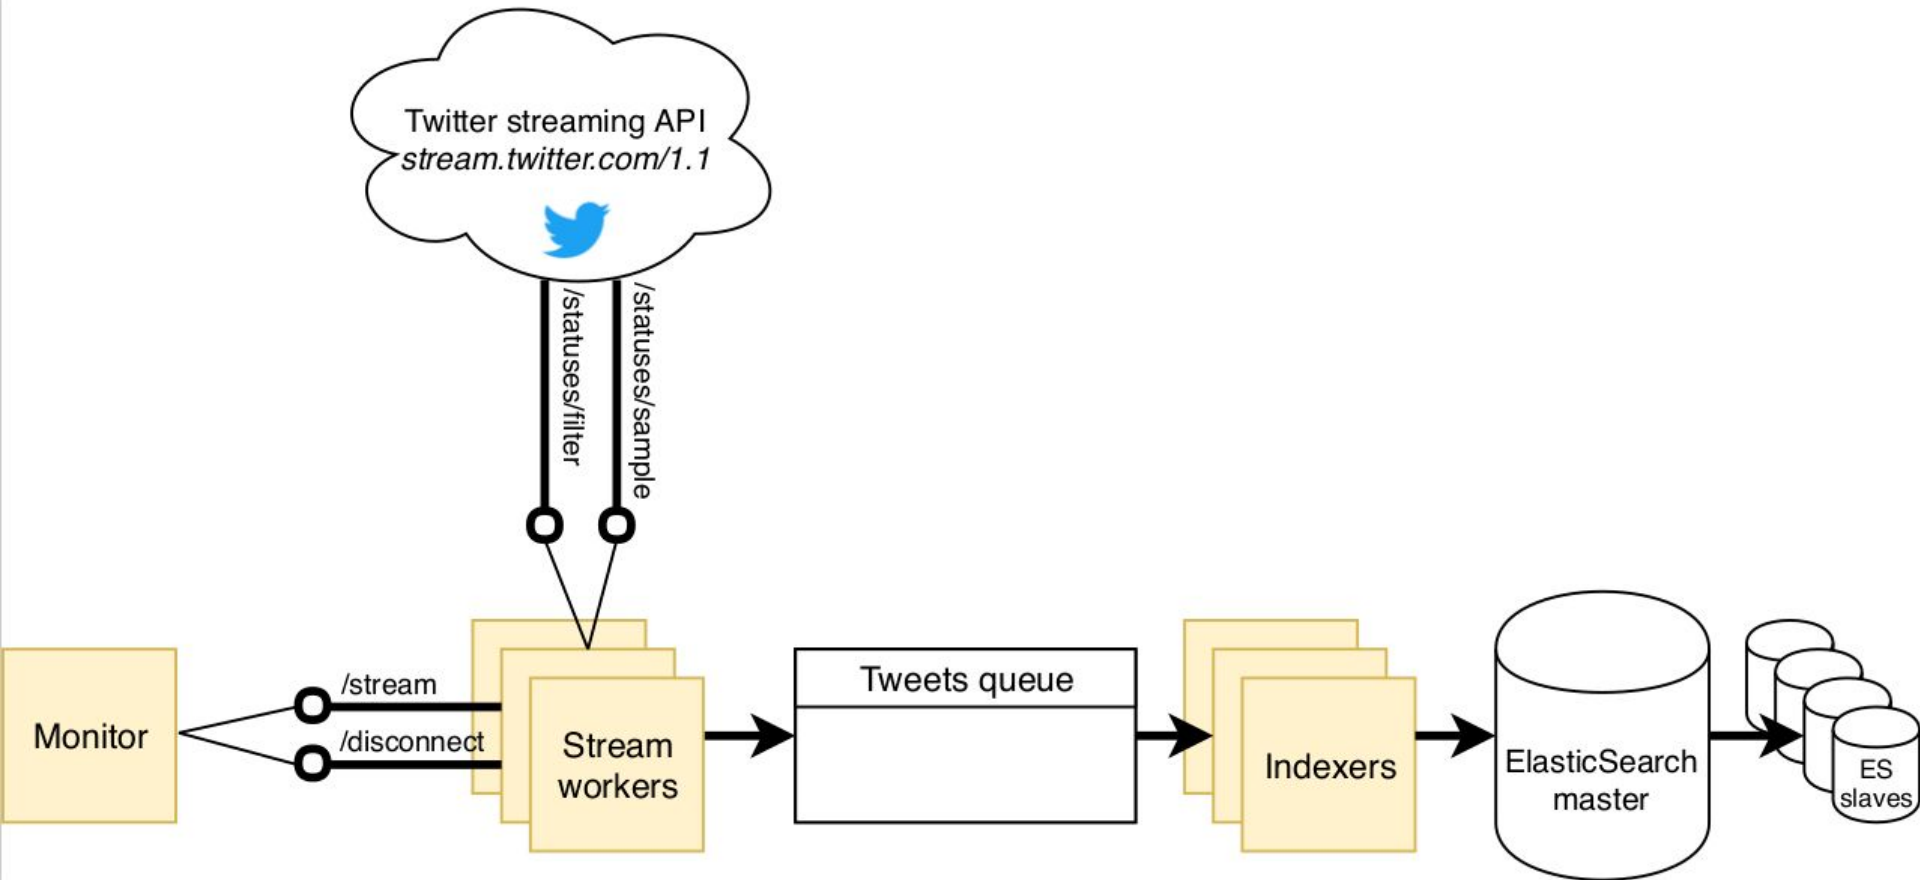 Twitter streaming API
stream.twitter.com/1.1
/statuses/filter
/statuses/sample
Monitor
/stream
/disconnect
Stream
workers
Tweets queue
Indexers
ElasticSearch
master
ES
slaves